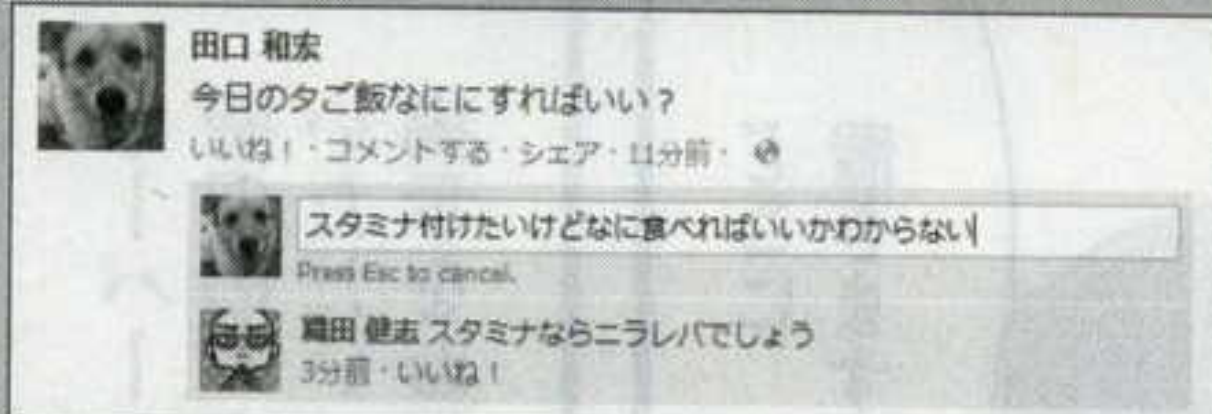 田口 和宏
今日の夕ご飯なににすればいい？
いいね！・コメントする・シェア・11分前・
スタミナ付けたいけどなに食べればいいかわからない
Press Esc to cancel.
織田 健志 スタミナならニラレバでしょう
3分前・いいね！